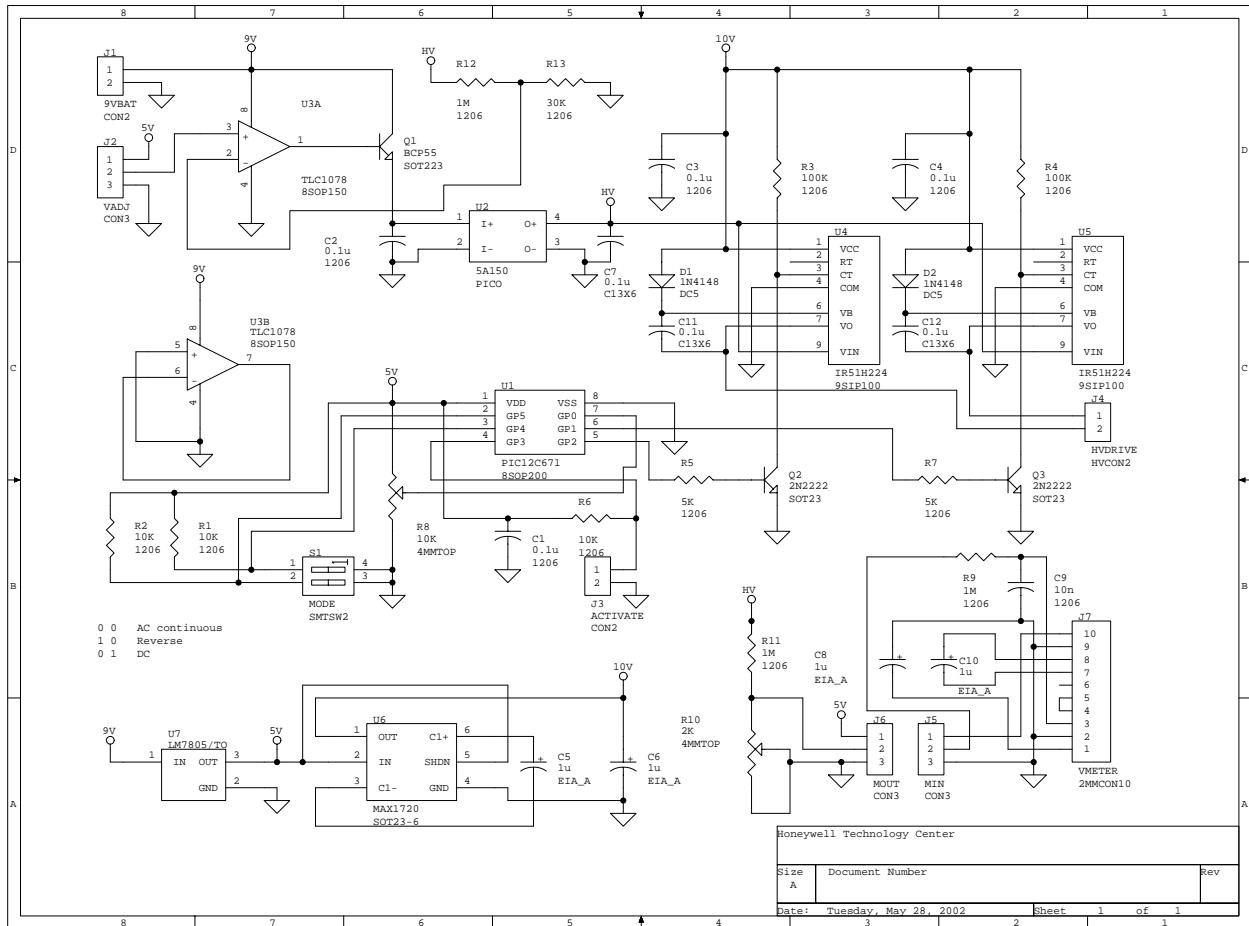 8 7 6 5 4 3 2 1
D
C
B
A
D
C
B
A
J1
1
2
9VBAT
CON2
J2
1
2
3
VADJ
CON3
5V
9V
U3A
8
3
2
1
4
+
-
TLC1078
8SOP150
Q1
BCP55
SOT223
HV
R12
1M
1206
R13
30K
1206
C2
0.1u
1206
U2
1 I+ O+ 4
2 I- O- 3
5A150
PICO
HV
C7
0.1u
C13X6
10V
C3
0.1u
1206
R3
100K
1206
C4
0.1u
1206
R4
100K
1206
D1
1N4148
DC5
C11
0.1u
C13X6
U4
1 VCC
2 RT
3 CT
4 COM
6 VB
7 VO
9 VIN
IR51H224
9SIP100
D2
1N4148
DC5
C12
0.1u
C13X6
U5
1 VCC
2 RT
3 CT
4 COM
6 VB
7 VO
9 VIN
IR51H224
9SIP100
J4
1
2
HVDRIVE
HVCON2
9V
U3B
TLC1078
8SOP150
8
5
6
7
4
+
-
5V
U1
1 VDD VSS 8
2 GP5 GP0 7
3 GP4 GP1 6
4 GP3 GP2 5
PIC12C671
8SOP200
R5
5K
1206
Q2
2N2222
SOT23
R7
5K
1206
Q3
2N2222
SOT23
R2
10K
1206
R1
10K
1206
S1
1 4
2 3
1
MODE
SMTSW2
R8
10K
4MMTOP
C1
0.1u
1206
R6
10K
1206
1
2
J3
ACTIVATE
CON2
0 0 AC continuous
1 0 Reverse
0 1 DC
HV
R11
1M
1206
R10
2K
4MMTOP
C8
1u
EIA_A
R9
1M
1206
C9
10n
1206
C10
1u
EIA_A
J7
10
9
8
7
6
5
4
3
2
1
VMETER
2MMCON10
5V
J6
1
2
3
MOUT
CON3
J5
1
2
3
MIN
CON3
9V
U7
LM7805/TO
1 IN OUT 3
GND 2
5V
U6
1 OUT C1+ 6
2 IN SHDN 5
3 C1- GND 4
MAX1720
SOT23-6
C5
1u
EIA_A
10V
C6
1u
EIA_A
Honeywell Technology Center
Size
A
Document Number
Rev
Date: Tuesday, May 28, 2002 Sheet 1 of 1
8 7 6 5 4 3 2 1